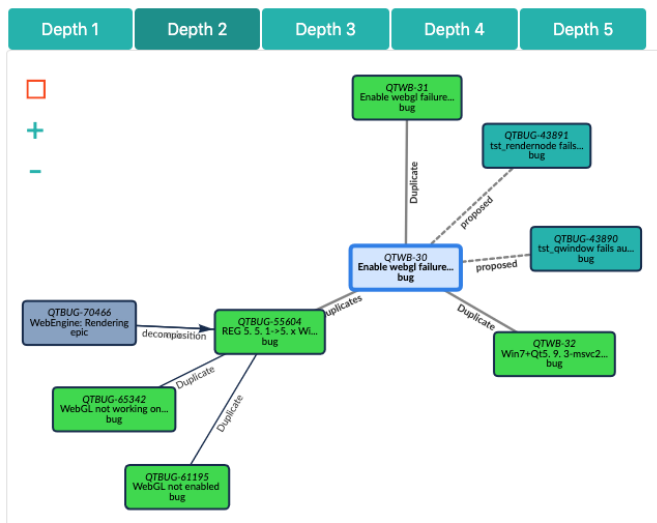 Depth 1 Depth 2 Depth 3 Depth 4 Depth 5
+
-
QTWB-31
Enable webgl failure...
bug
QTBUG-43891
tst_rendernode fails...
bug
Duplicate
proposed
QTBUG-43890
tst_qwindow fails au...
bug
proposed
QTWB-30
Enable webgl failure...
bug
Duplicates
Duplicate
QTBUG-70466
WebEngine: Rendering
epic
decomposition
QTBUG-55604
REG 5. 5. 1->5. x Wi...
bug
QTWB-32
Win7+Qt5. 9. 3-msvc2...
bug
Duplicate
QTBUG-65342
WebGL not working on...
bug
Duplicate
QTBUG-61195
WebGL not enabled
bug